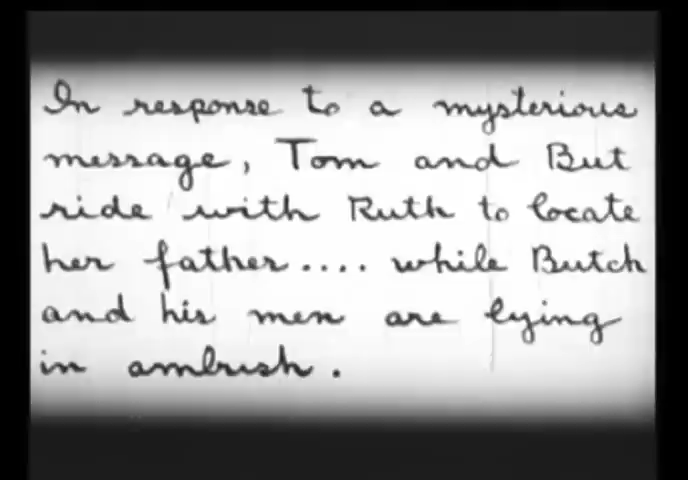 In response to a mysterious
message, Tom and But
ride with Ruth to locate
her father.... while Butch
and his men are lying
in ambush.